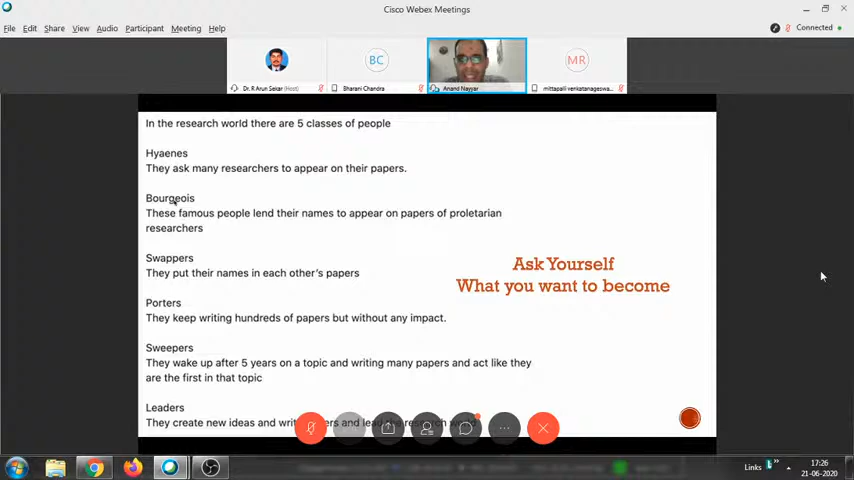 Cisco Webex Meetings
File Edit Share View Audio Participant Meeting Help
Connected
BC
MR
Dr. R Arun Sekar (Host)
Bharani Chandra
Anand Nayyar
mittapalli venkatanageswa...
In the research world there are 5 classes of people
Hyaenes
They ask many researchers to appear on their papers.
Bourgeois
These famous people lend their names to appear on papers of proletarian
researchers
Swappers
They put their names in each other's papers
Ask Yourself
What you want to become
Porters
They keep writing hundreds of papers but without any impact.
Sweepers
They wake up after 5 years on a topic and writing many papers and act like they
are the first in that topic
Leaders
They create new ideas and and lead
Links
17:26
21-06-2020